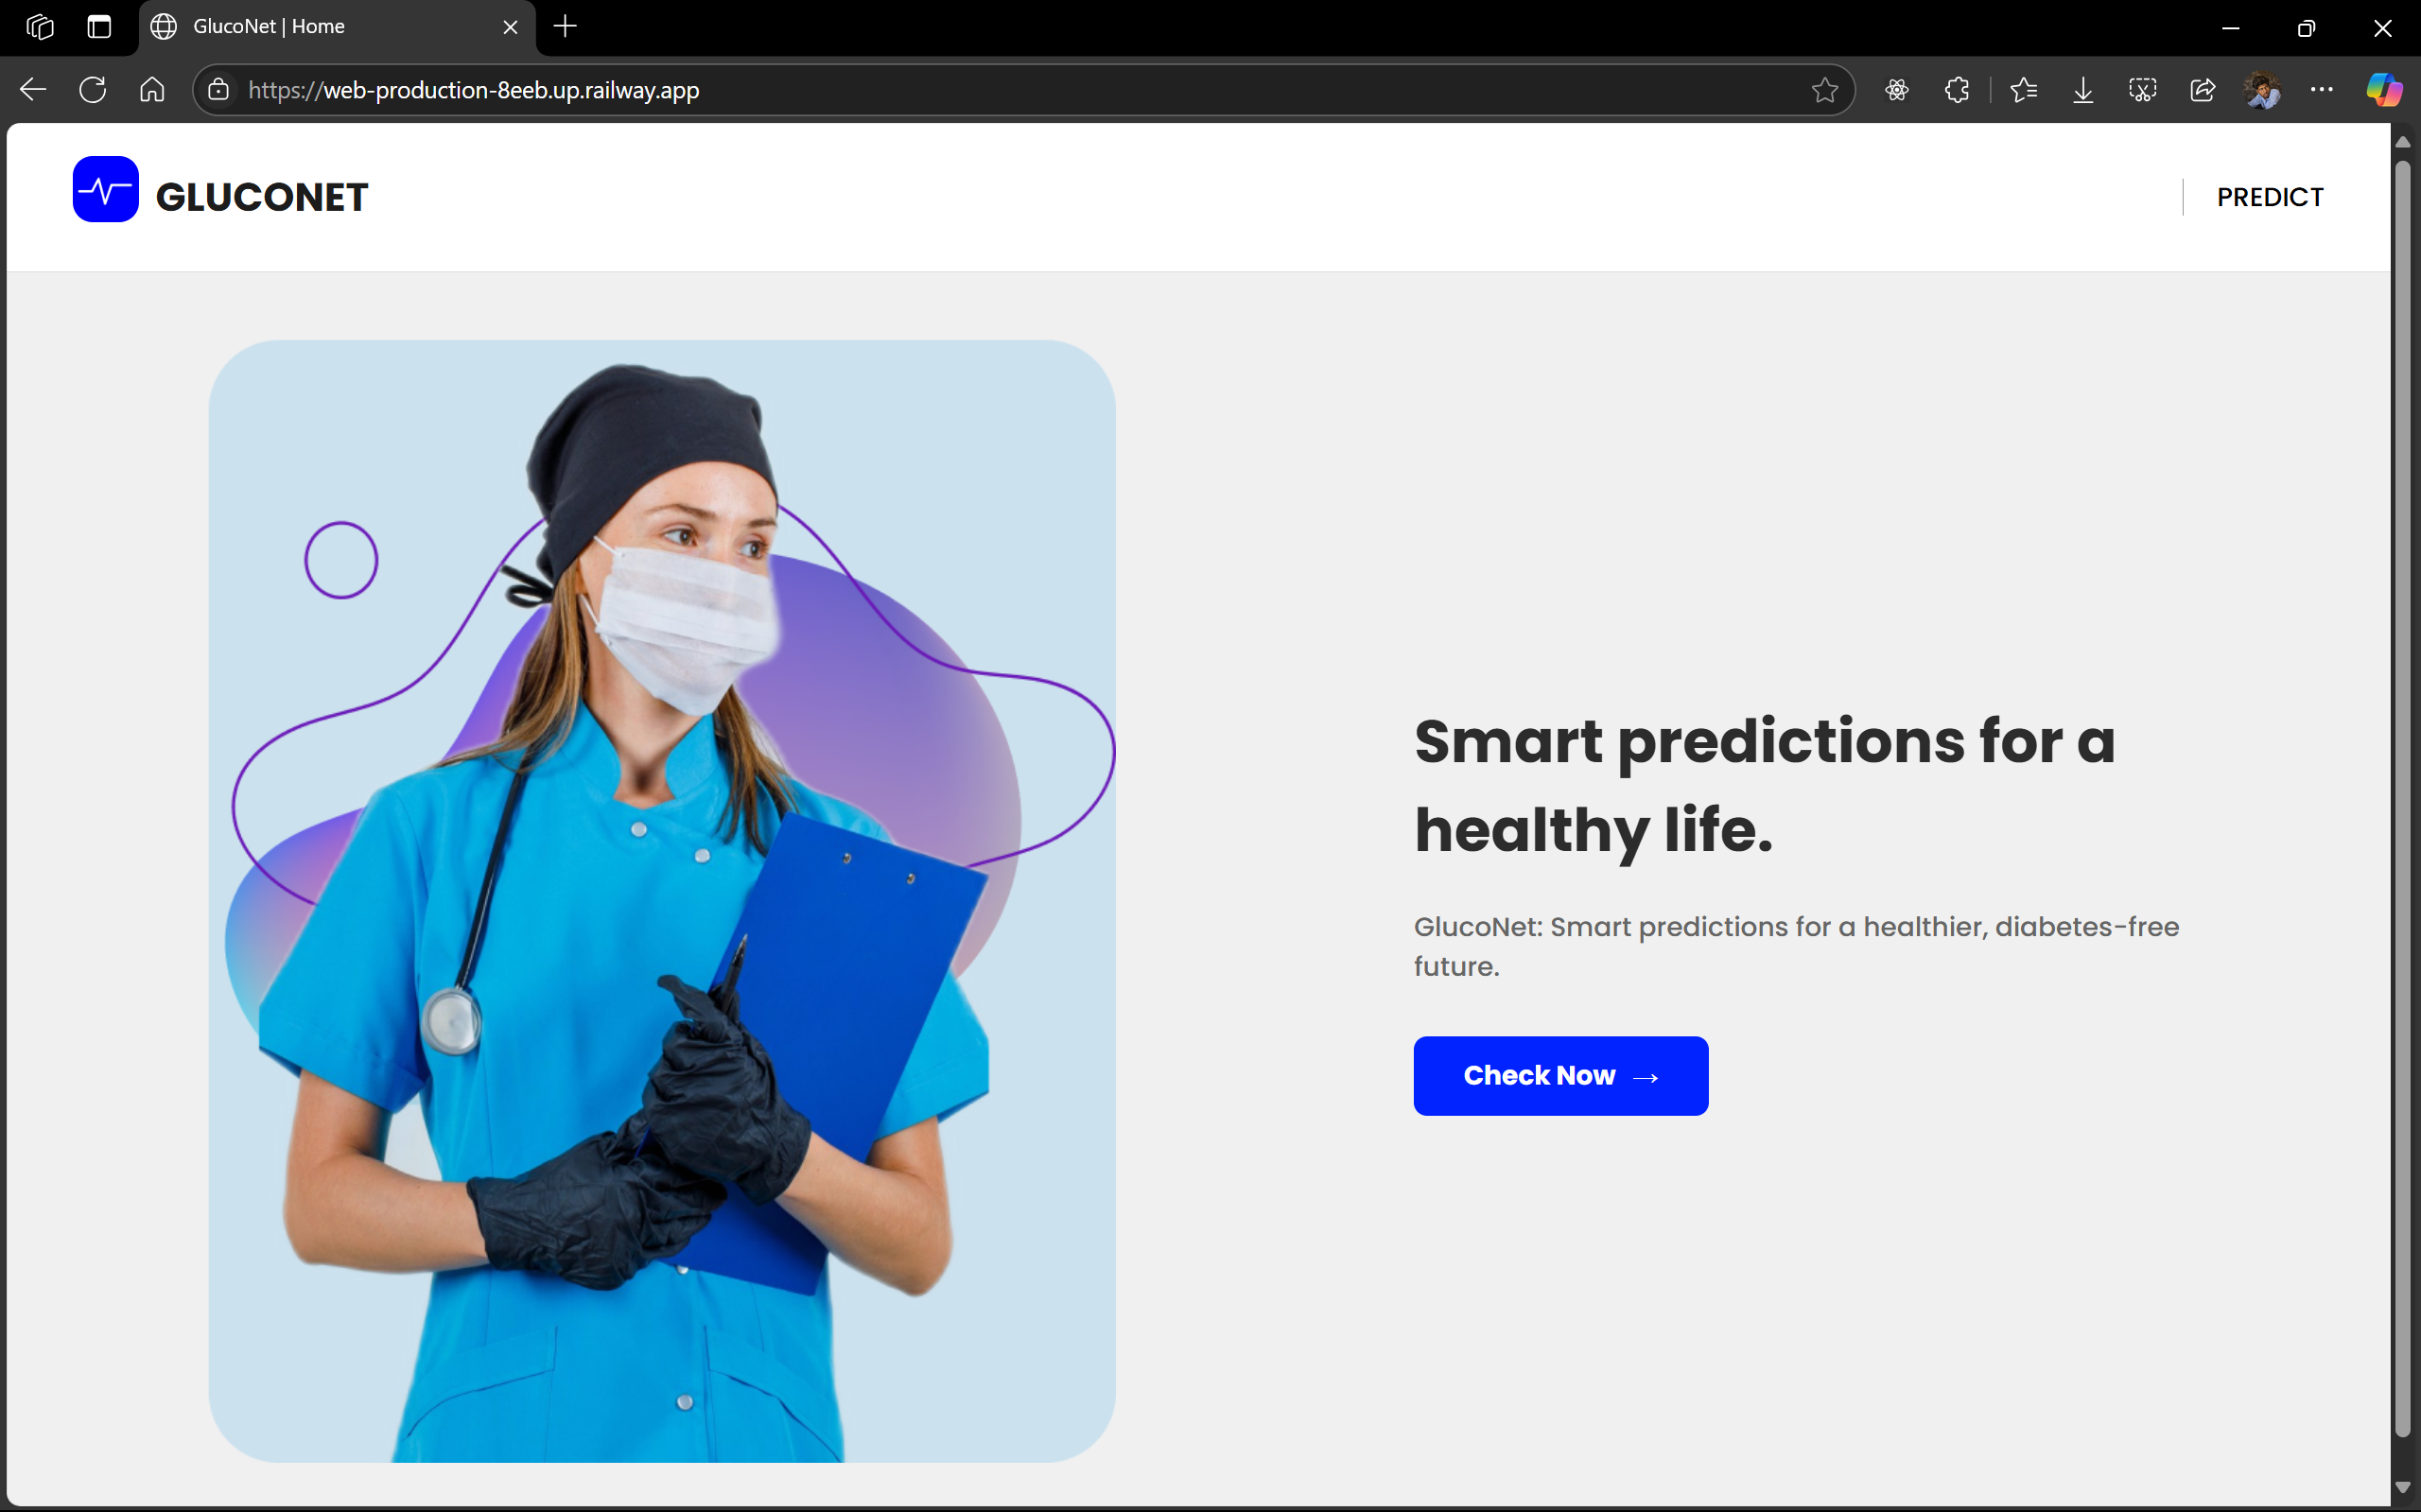 GlucoNet | Home
https://web-production-8eeb.up.railway.app
GLUCONET
PREDICT
Smart predictions for a
healthy life.
GlucoNet: Smart predictions for a healthier, diabetes-free
future.
Check Now →